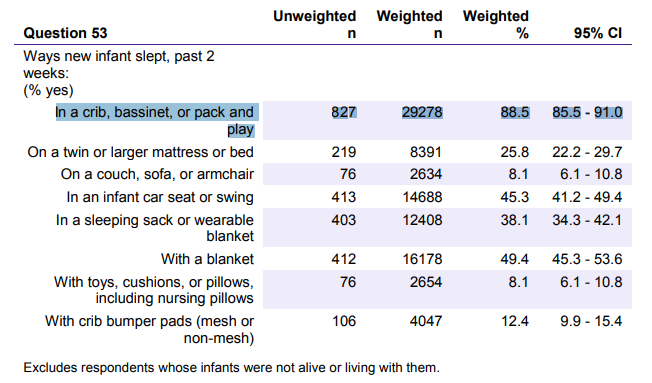 Question 53 Unweighted n Weighted n Weighted % 95% CI
Ways new infant slept, past 2
weeks:
(% yes)
In a crib, bassinet, or pack and play 827 29278 88.5 85.5 - 91.0
On a twin or larger mattress or bed 219 8391 25.8 22.2 - 29.7
On a couch, sofa, or armchair 76 2634 8.1 6.1 - 10.8
In an infant car seat or swing 413 14688 45.3 41.2 - 49.4
In a sleeping sack or wearable blanket 403 12408 38.1 34.3 - 42.1
With a blanket 412 16178 49.4 45.3 - 53.6
With toys, cushions, or pillows, including nursing pillows 76 2654 8.1 6.1 - 10.8
With crib bumper pads (mesh or non-mesh) 106 4047 12.4 9.9 - 15.4
Excludes respondents whose infants were not alive or living with them.